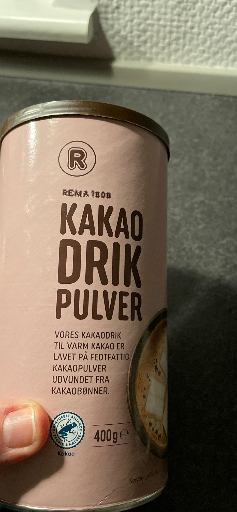 R
REMA 1000
KAKAO
DRIK
PULVER
VORES KAKAODRIK
TIL VARM KAKAO ER
LAVET PÅ FEDTFATTIG
KAKAOPULVER
UDVUNDET FRA
KAKAOBØNNER.
400g e
Kakao